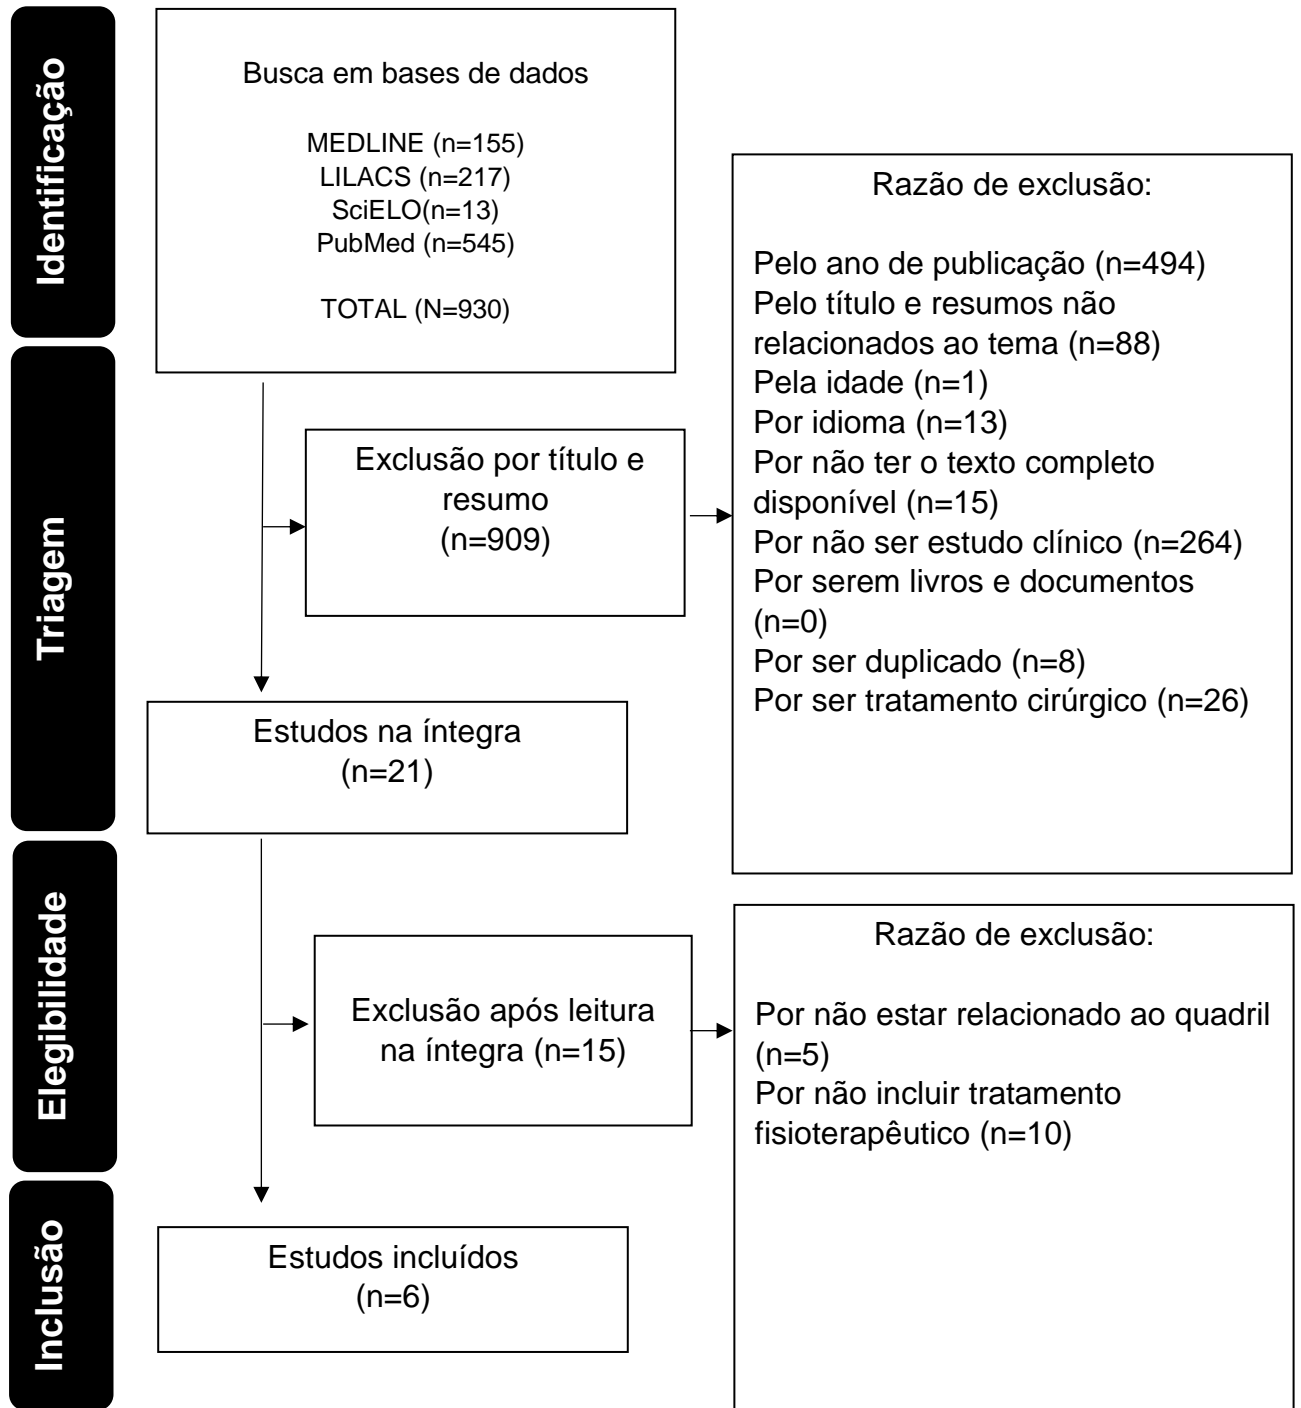 Identificação
Busca em bases de dados
MEDLINE (n=155)
LILACS (n=217)
SciELO(n=13)
PubMed (n=545)
TOTAL (N=930)
Triagem
Exclusão por título e
resumo
(n=909)
Razão de exclusão:
Pelo ano de publicação (n=494)
Pelo título e resumos não
relacionados ao tema (n=88)
Pela idade (n=1)
Por idioma (n=13)
Por não ter o texto completo
disponível (n=15)
Por não ser estudo clínico (n=264)
Por serem livros e documentos
(n=0)
Por ser duplicado (n=8)
Por ser tratamento cirúrgico (n=26)
Estudos na íntegra
(n=21)
Elegibilidade
Exclusão após leitura
na íntegra (n=15)
Razão de exclusão:
Por não estar relacionado ao quadril
(n=5)
Por não incluir tratamento
fisioterapêutico (n=10)
Inclusão
Estudos incluídos
(n=6)